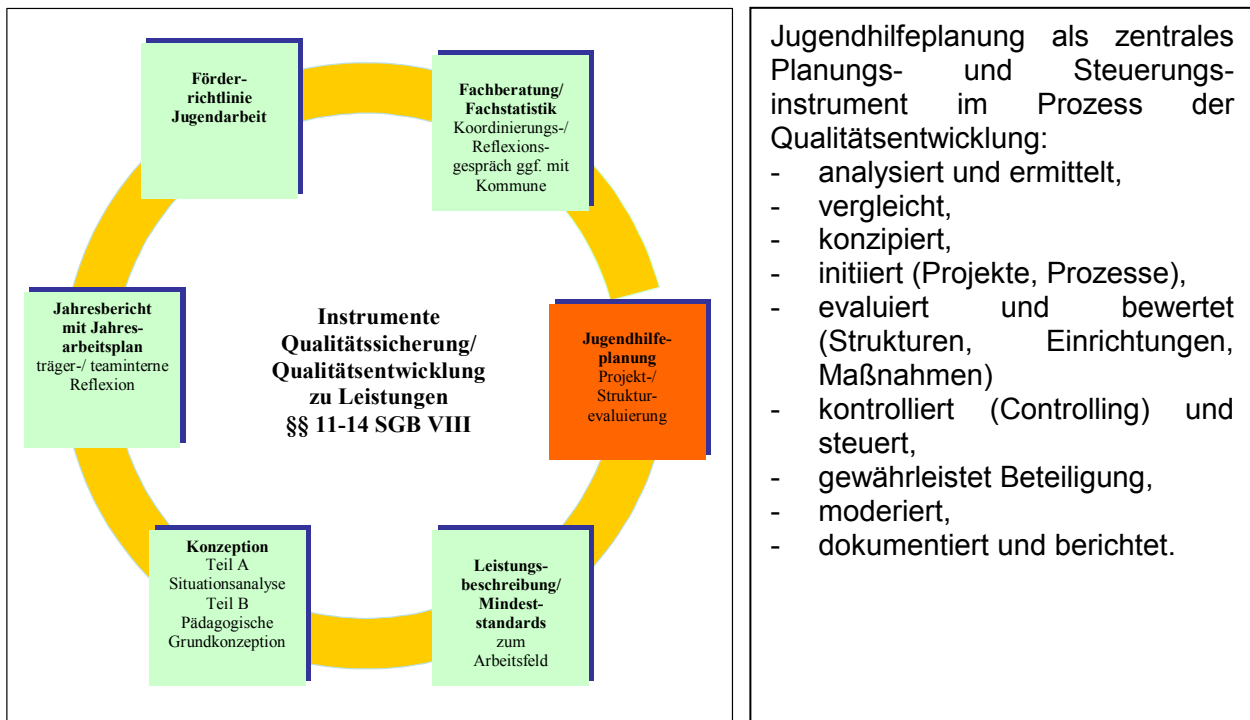 Förder-
richtlinie
Jugendarbeit
Fachberatung/
Fachstatistik
Koordinierungs-/
Reflexions-
gespräch ggf. mit
Kommune
Jahresbericht
mit Jahres-
arbeitsplan
träger-/ teaminterne
Reflexion
Instrumente
Qualitätssicherung/
Qualitätsentwicklung
zu Leistungen
§§ 11-14 SGB VIII
Jugendhilfe-
planung
Projekt-/
Struktur-
evaluierung
Konzeption
Teil A
Situationsanalyse
Teil B
Pädagogische
Grundkonzeption
Leistungs-
beschreibung/
Mindest-
standards
zum
Arbeitsfeld
Jugendhilfeplanung als zentrales
Planungs- und Steuerungs-
instrument im Prozess der
Qualitätsentwicklung:
- analysiert und ermittelt,
- vergleicht,
- konzipiert,
- initiiert (Projekte, Prozesse),
- evaluiert und bewertet
(Strukturen, Einrichtungen,
Maßnahmen)
- kontrolliert (Controlling) und
steuert,
- gewährleistet Beteiligung,
- moderiert,
- dokumentiert und berichtet.